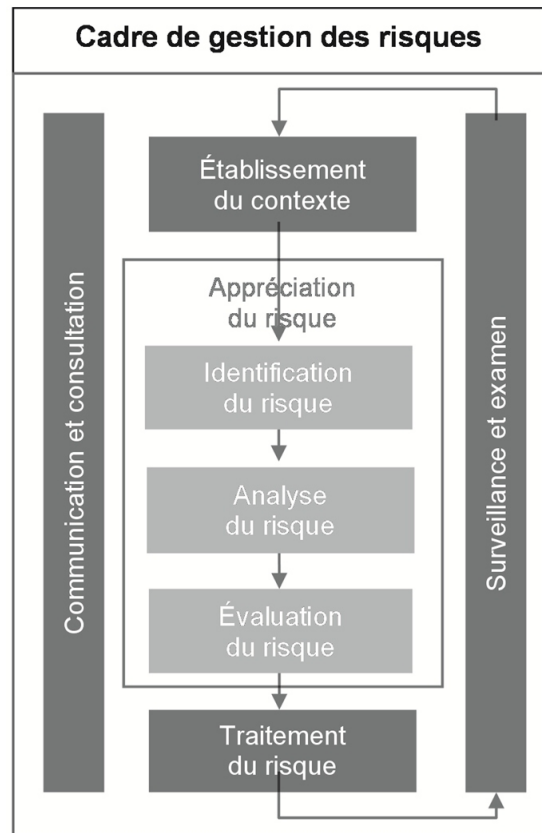 Cadre de gestion des risques
Communication et consultation
Établissement
du contexte
Appréciation
du risque
Identification
du risque
Analyse
du risque
Évaluation
du risque
Traitement
du risque
Surveillance et examen